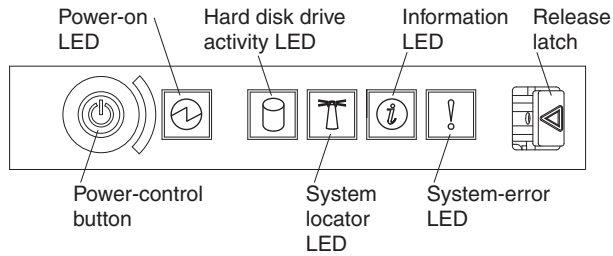 Power-on
LED
Hard disk drive
activity LED
Information
LED
Release
latch
i
!
Power-control
button
System
locator
LED
System-error
LED